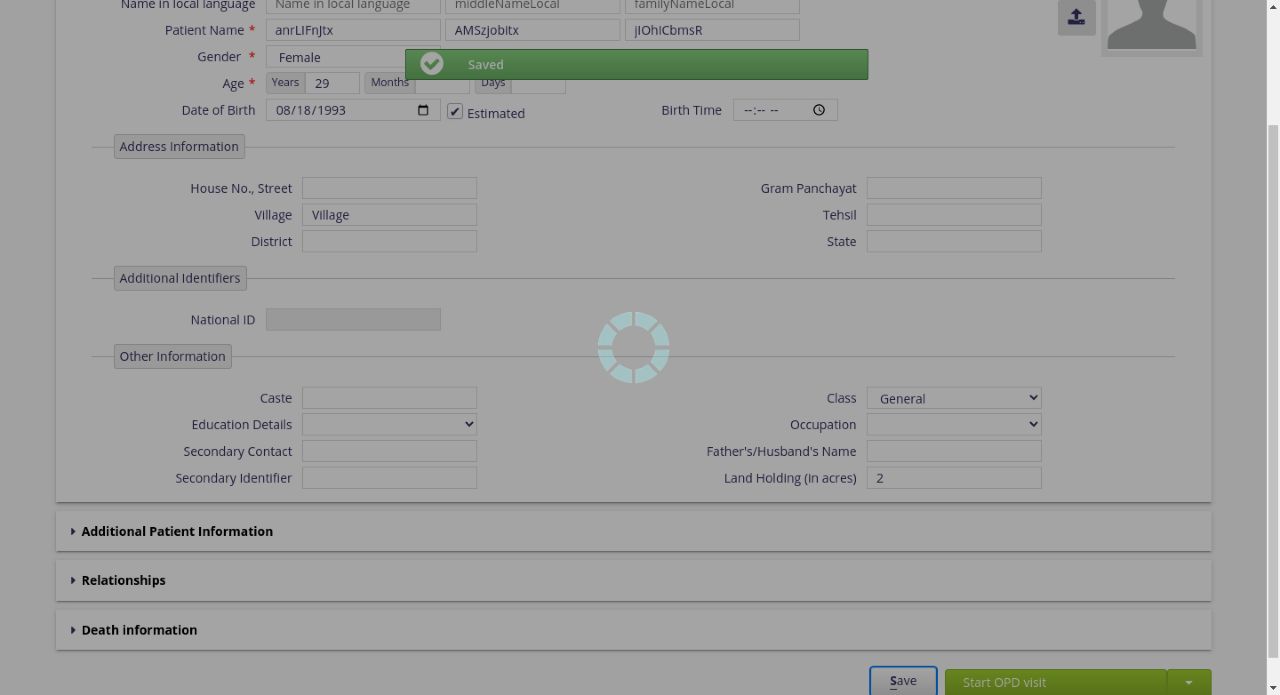 Name in local language Name in local language middleNameLocal familyNameLocal
Patient Name * anrLIFnJtx AMSzJobItx jIOhICbmsR
Gender * Female
Saved
Age * Years 29 Months Days
Date of Birth 08/18/1993 Estimated Birth Time --:-- --
Address Information
House No., Street Gram Panchayat
Village Village Tehsil
District State
Additional Identifiers
National ID
Other Information
Caste Class General
Education Details Occupation
Secondary Contact Father's/Husband's Name
Secondary Identifier Land Holding (in acres) 2
Additional Patient Information
Relationships
Death information
Save Start OPD visit